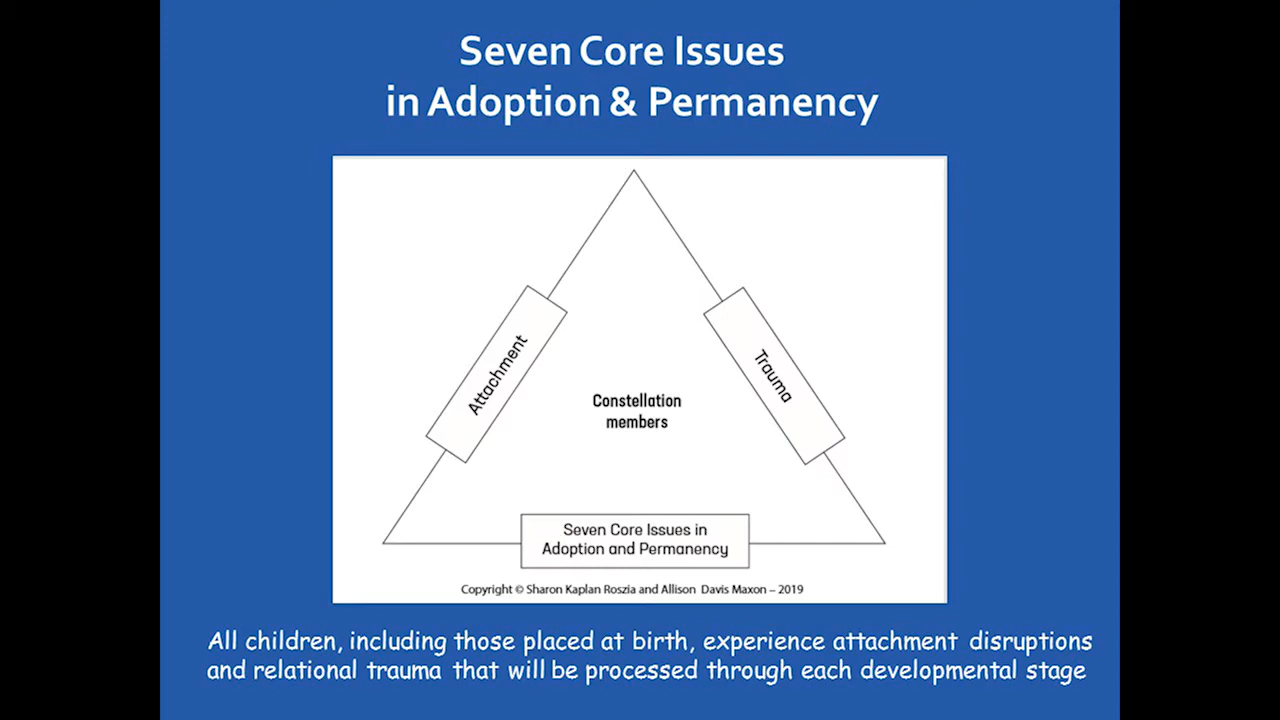 Seven Core Issues
in Adoption & Permanency
Attachment
Trauma
Constellation
members
Seven Core Issues in
Adoption and Permanency
Copyright © Sharon Kaplan Roszia and Allison Davis Maxon – 2019
All children, including those placed at birth, experience attachment disruptions
and relational trauma that will be processed through each developmental stage